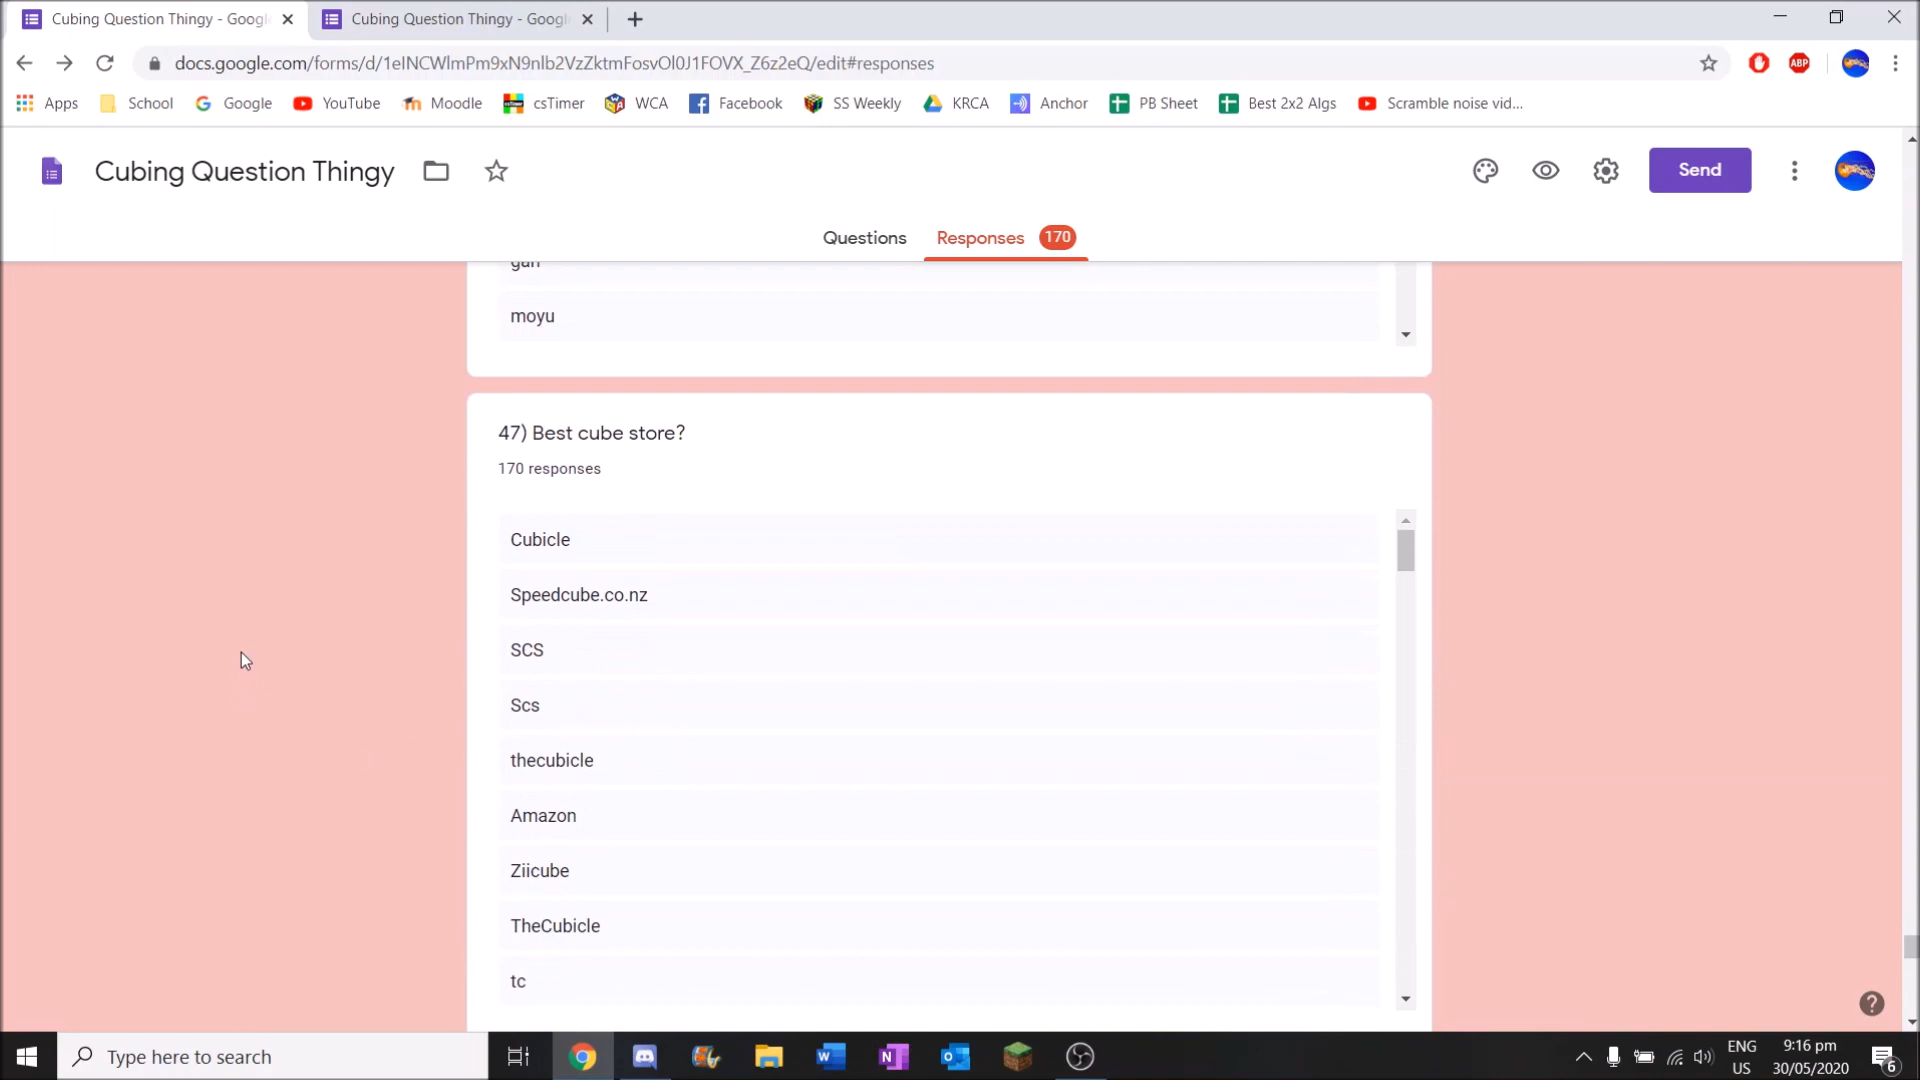 Cubing Question Thingy - Googl
Cubing Question Thingy - Googl
docs.google.com/forms/d/1eINCWlmPm9xN9nlb2VzZktmFosvOl0J1FOVX_Z6z2eQ/edit#responses
ABP
Apps School Google YouTube Moodle csTimer WCA Facebook SS Weekly KRCA Anchor PB Sheet Best 2x2 Algs Scramble noise vid...
Cubing Question Thingy
Send
Questions Responses 170
gan
moyu
47) Best cube store?
170 responses
Cubicle
Speedcube.co.nz
SCS
Scs
thecubicle
Amazon
Ziicube
TheCubicle
tc
Type here to search
ENG
US
9:16 pm
30/05/2020
6